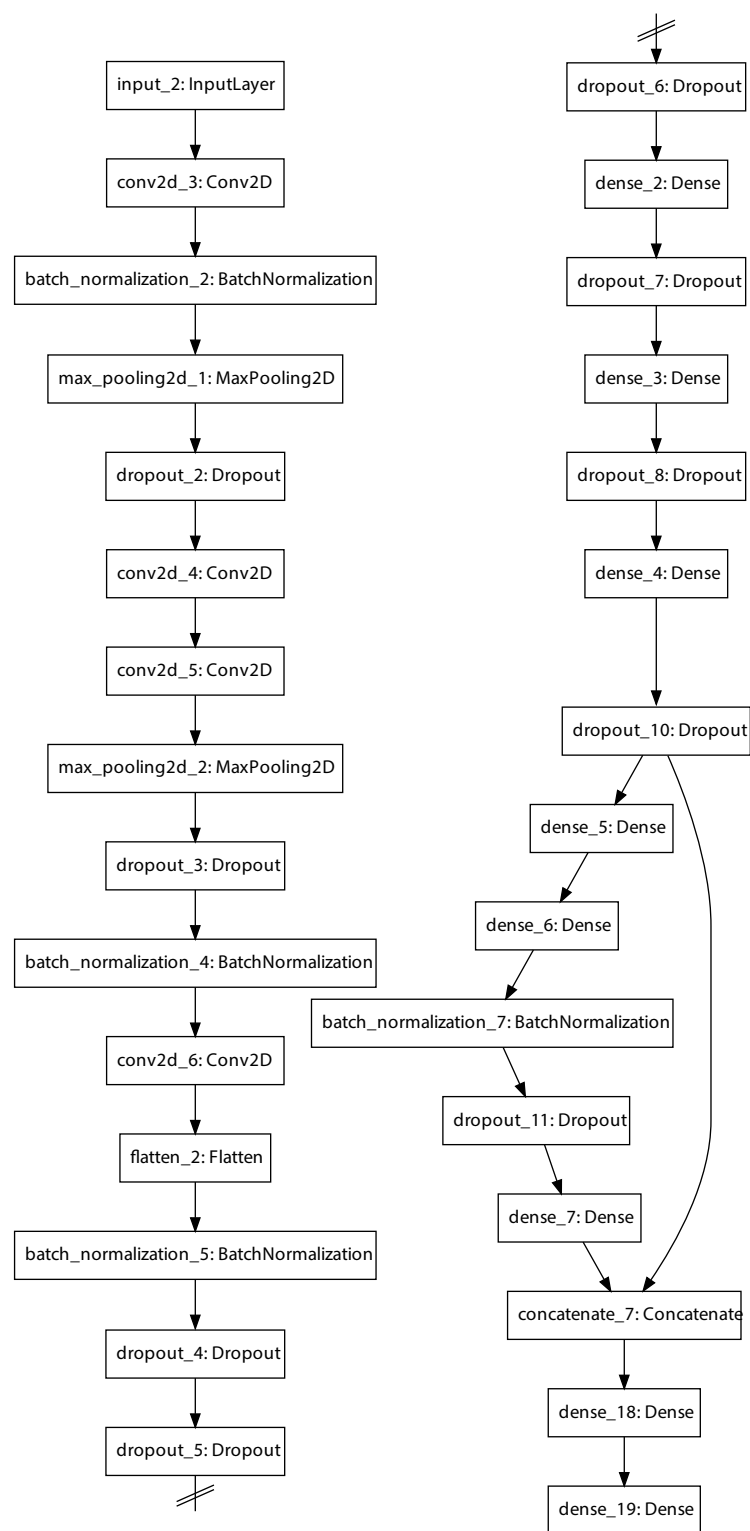 input_2: InputLayer
conv2d_3: Conv2D
batch_normalization_2: BatchNormalization
max_pooling2d_1: MaxPooling2D
dropout_2: Dropout
conv2d_4: Conv2D
conv2d_5: Conv2D
max_pooling2d_2: MaxPooling2D
dropout_3: Dropout
batch_normalization_4: BatchNormalization
conv2d_6: Conv2D
flatten_2: Flatten
batch_normalization_5: BatchNormalization
dropout_4: Dropout
dropout_5: Dropout
dropout_6: Dropout
dense_2: Dense
dropout_7: Dropout
dense_3: Dense
dropout_8: Dropout
dense_4: Dense
dropout_10: Dropout
dense_5: Dense
dense_6: Dense
batch_normalization_7: BatchNormalization
dropout_11: Dropout
dense_7: Dense
concatenate_7: Concatenate
dense_18: Dense
dense_19: Dense